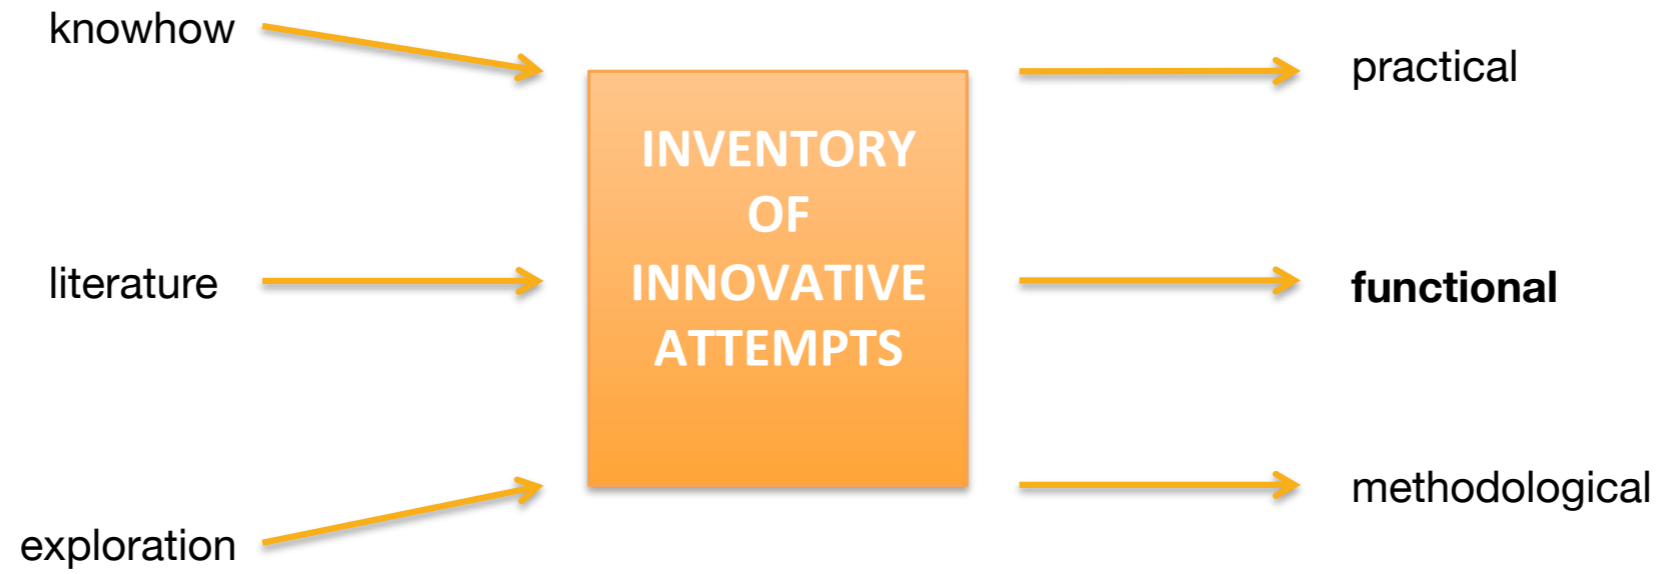 knowhow
literature
exploration
INVENTORY
OF
INNOVATIVE
ATTEMPTS
practical
functional
methodological